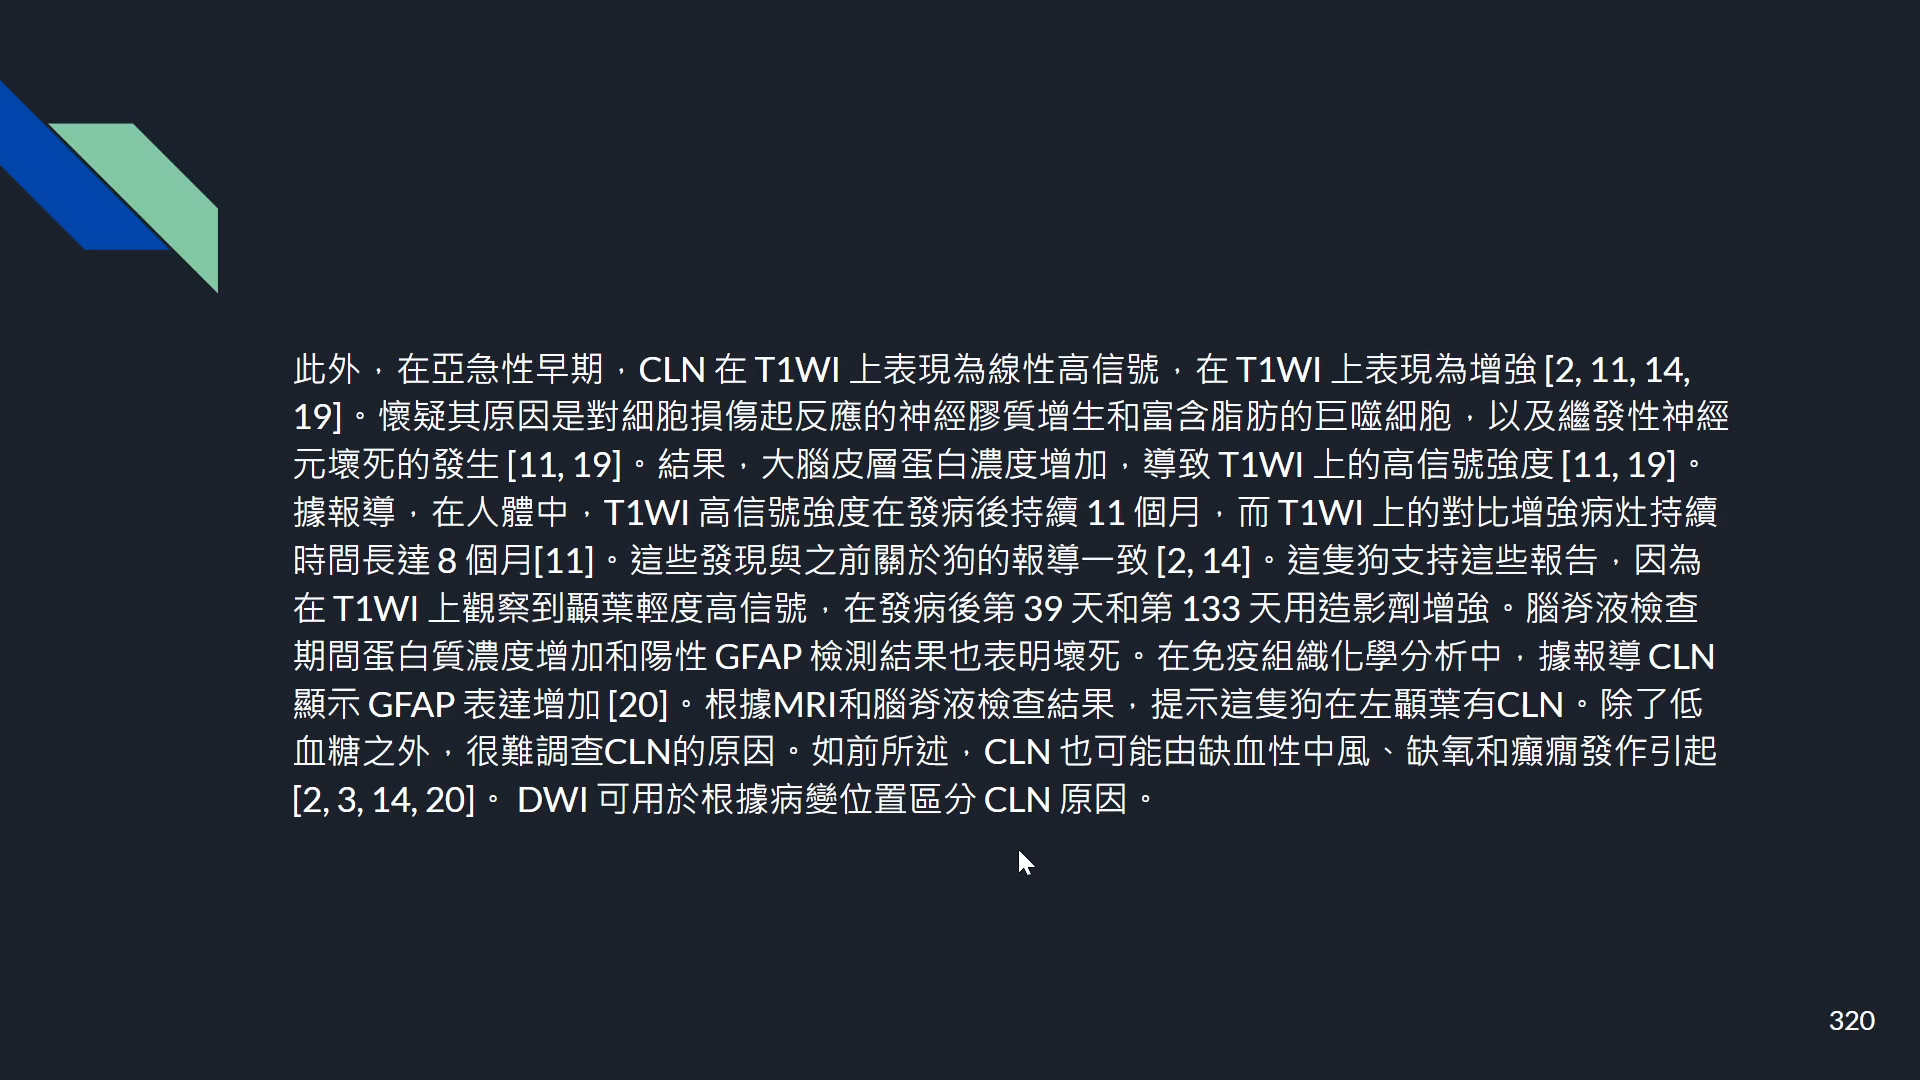 此外，在亞急性早期，CLN 在 T1WI 上表現為線性高信號，在 T1WI 上表現為增強 [2, 11, 14,
19]。懷疑其原因是對細胞損傷起反應的神經膠質增生和富含脂肪的巨噬細胞，以及繼發性神經
元壞死的發生 [11, 19]。結果，大腦皮層蛋白濃度增加，導致 T1WI 上的高信號強度 [11, 19]。
據報導，在人體中，T1WI 高信號強度在發病後持續 11 個月，而 T1WI 上的對比增強病灶持續
時間長達 8 個月[11]。這些發現與之前關於狗的報導一致 [2, 14]。這隻狗支持這些報告，因為
在 T1WI 上觀察到顳葉輕度高信號，在發病後第 39 天和第 133 天用造影劑增強。腦脊液檢查
期間蛋白質濃度增加和陽性 GFAP 檢測結果也表明壞死。在免疫組織化學分析中，據報導 CLN
顯示 GFAP 表達增加 [20]。根據MRI和腦脊液檢查結果，提示這隻狗在左顳葉有CLN。除了低
血糖之外，很難調查CLN的原因。如前所述，CLN 也可能由缺血性中風、缺氧和癲癇發作引起
[2, 3, 14, 20]。 DWI 可用於根據病變位置區分 CLN 原因。
320